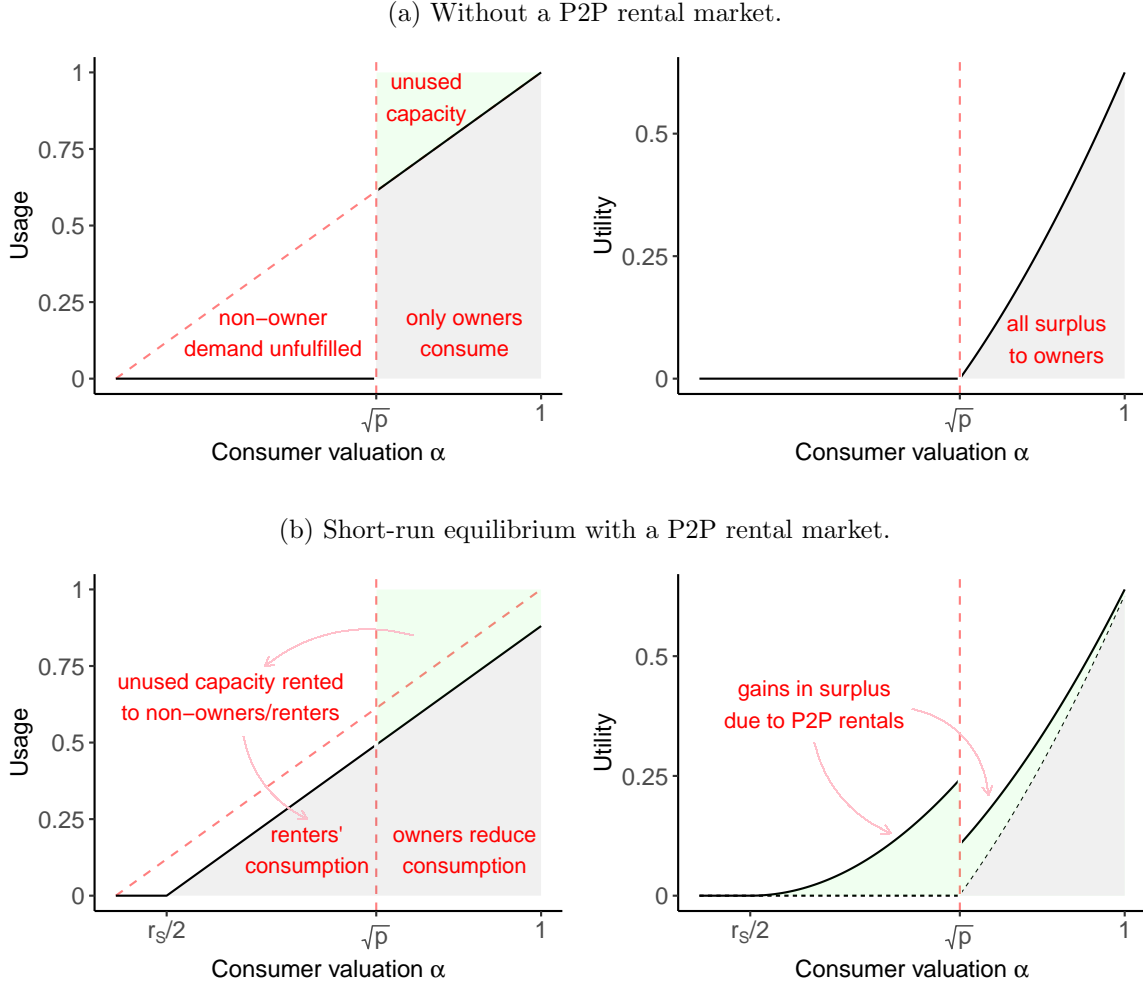 (a) Without a P2P rental market.
1
0.75
0.5
0.25
0
Usage
unused
capacity
non−owner
demand unfulfilled
only owners
consume
√p
1
Consumer valuation α
0.5
0.25
0
Utility
all surplus
to owners
√p
1
Consumer valuation α
(b) Short-run equilibrium with a P2P rental market.
1
0.75
0.5
0.25
0
Usage
unused capacity rented
to non−owners/renters
renters'
consumption
owners reduce
consumption
rS/2
√p
1
Consumer valuation α
0.5
0.25
0
Utility
gains in surplus
due to P2P rentals
rS/2
√p
1
Consumer valuation α